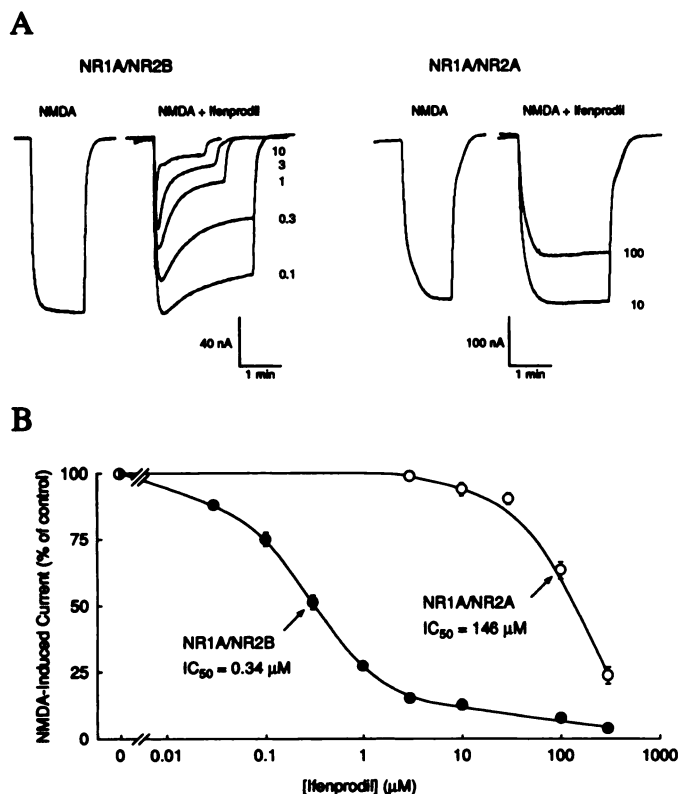 A
NR1A/NR2B
NR1A/NR2A
NMDA
NMDA + Ifenprodil
NMDA
NMDA + Ifenprodil
10
3
1
0.3
0.1
100
10
40 nA
1 min
100 nA
1 min
B
NMDA-Induced Current (% of control)
100
75
50
25
0
NR1A/NR2B
IC50 = 0.34 µM
NR1A/NR2A
IC50 = 146 µM
0
0.01
0.1
1
10
100
1000
[Ifenprodil] (µM)